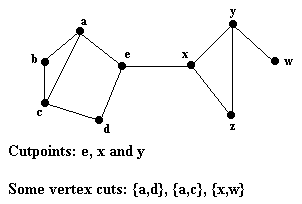 a
y
b
e
x
w
c
d
z
Cutpoints: e, x and y
Some vertex cuts: {a,d}, {a,c}, {x,w}